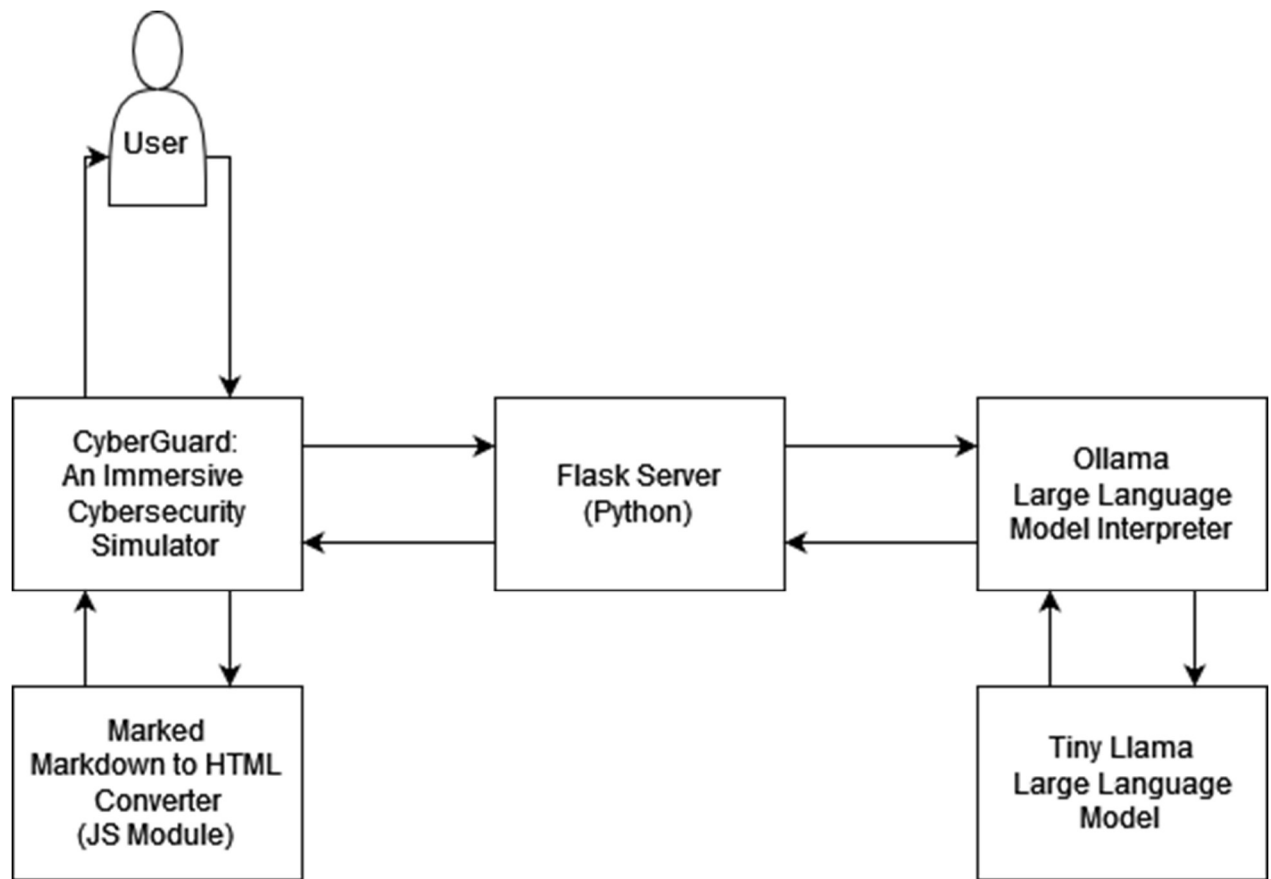 User
CyberGuard:
An Immersive
Cybersecurity
Simulator
Flask Server
(Python)
Ollama
Large Language
Model Interpreter
Marked
Markdown to HTML
Converter
(JS Module)
Tiny Llama
Large Language
Model